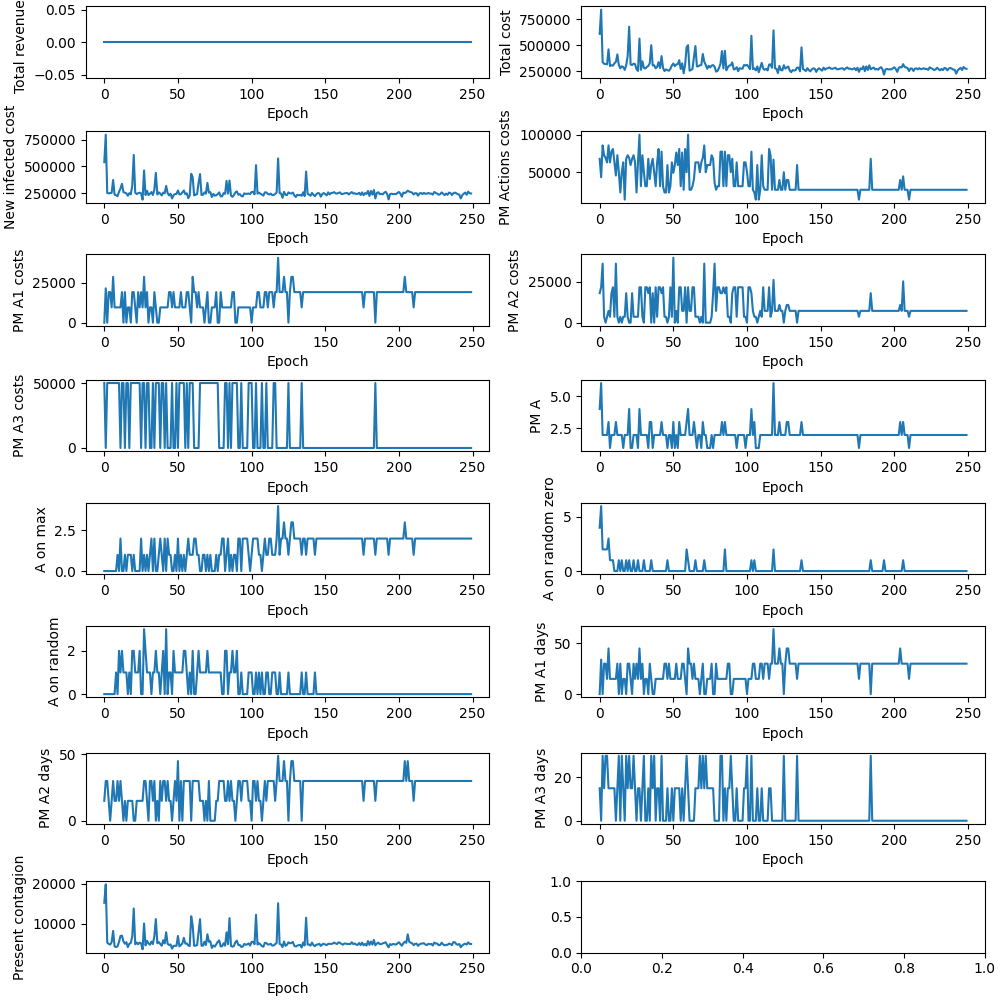 Total revenue
0.05
0.00
−0.05
0 50 100 150 200 250
Epoch
Total cost
750000
500000
250000
0 50 100 150 200 250
Epoch
New infected cost
750000
500000
250000
0 50 100 150 200 250
Epoch
PM Actions costs
100000
50000
0 50 100 150 200 250
Epoch
PM A1 costs
25000
0
0 50 100 150 200 250
Epoch
PM A2 costs
25000
0
0 50 100 150 200 250
Epoch
PM A3 costs
50000
0
0 50 100 150 200 250
Epoch
PM A
5.0
2.5
0 50 100 150 200 250
Epoch
A on max
2.5
0.0
0 50 100 150 200 250
Epoch
A on random zero
5
0
0 50 100 150 200 250
Epoch
A on random
2
0
0 50 100 150 200 250
Epoch
PM A1 days
50
0
0 50 100 150 200 250
Epoch
PM A2 days
50
0
0 50 100 150 200 250
Epoch
PM A3 days
20
0
0 50 100 150 200 250
Epoch
Present contagion
20000
10000
0 50 100 150 200 250
Epoch
1.0
0.5
0.0
0.0 0.2 0.4 0.6 0.8 1.0